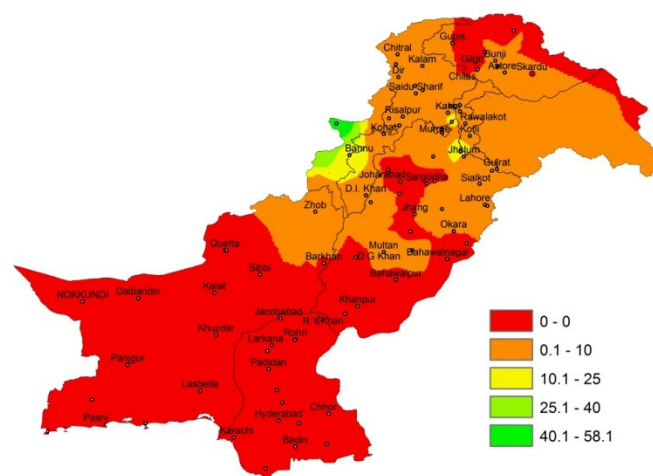 Gupis
Chitral
Kalam
Bunji
Gilgit
Astore
Skardu
Dir
Chilas
Saidu Sharif
Risalpur
Kakul
Rawalakot
Kohat
Murree
Kotli
Bannu
Jhelum
Gujrat
Joharabad
Sargodha
Sialkot
D.I. Khan
Zhob
Jhang
Lahore
Okara
Quetta
Multan
Barkhan
D.G Khan
Bahawalnagar
Sibbi
Bahawalpur
NOKKUNDI
Dalbandin
Kalat
Khanpur
Jacobabad
R.Y.Khan
Khuzdar
Rohri
Larkana
Padidan
Panjgur
Lasbella
Chhor
Hyderabad
Pasni
Karachi
Badin
0 - 0
0.1 - 10
10.1 - 25
25.1 - 40
40.1 - 58.1